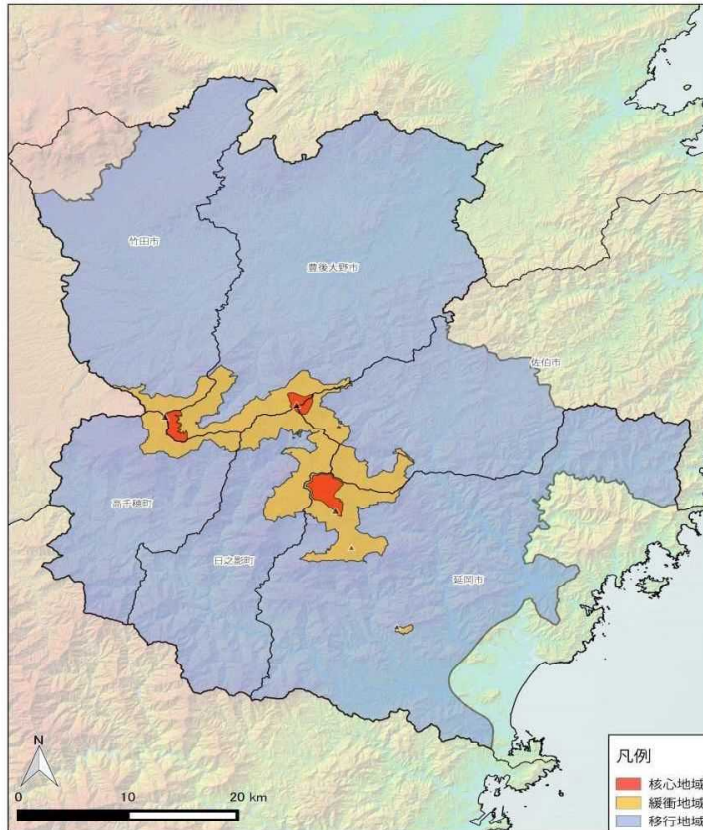 竹田市
豊後大野市
佐伯市
高千穂町
日之影町
延岡市
N
0 10 20 km
凡例
核心地域
緩衝地域
移行地域